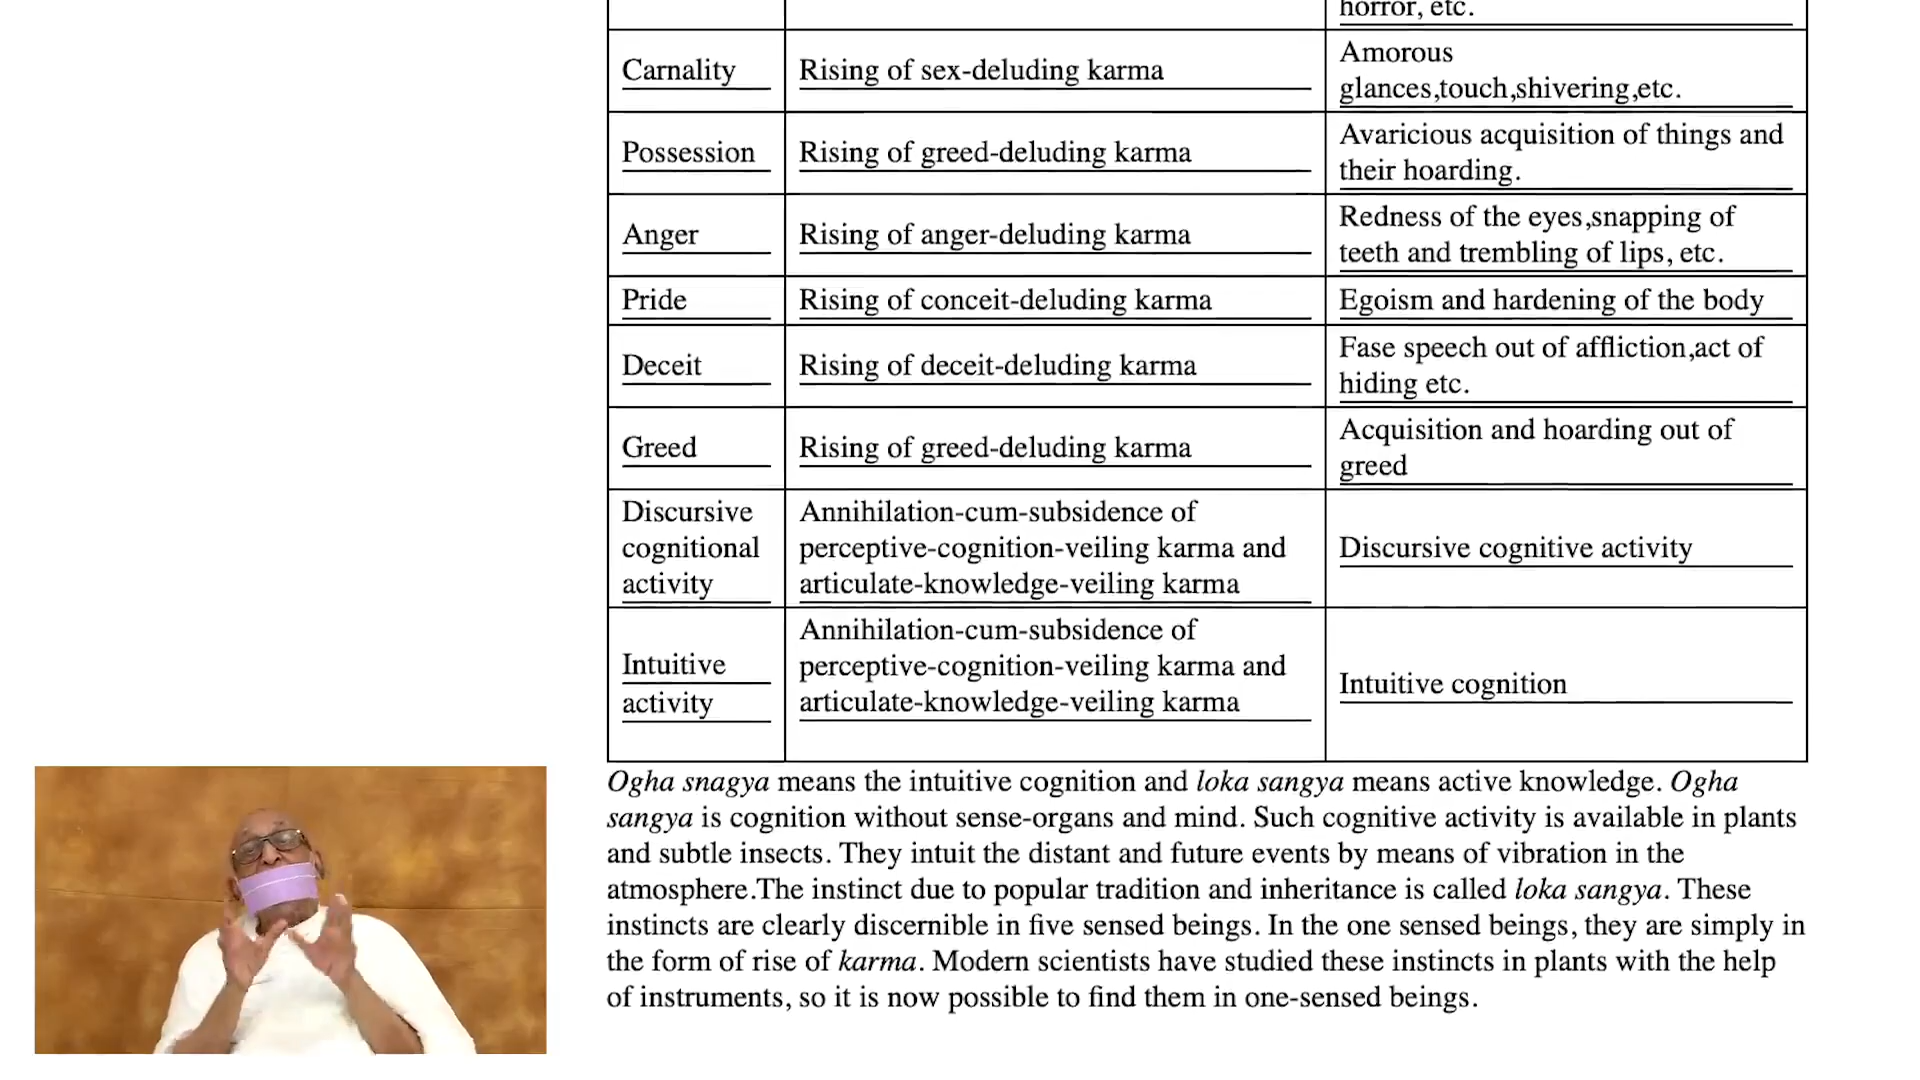 horror, etc.
Carnality
Rising of sex-deluding karma
Amorous
glances,touch,shivering,etc.
Possession
Rising of greed-deluding karma
Avaricious acquisition of things and
their hoarding.
Anger
Rising of anger-deluding karma
Redness of the eyes,snapping of
teeth and trembling of lips, etc.
Pride
Rising of conceit-deluding karma
Egoism and hardening of the body
Deceit
Rising of deceit-deluding karma
Fase speech out of affliction,act of
hiding etc.
Greed
Rising of greed-deluding karma
Acquisition and hoarding out of
greed
Discursive
cognitional
activity
Annihilation-cum-subsidence of
perceptive-cognition-veiling karma and
articulate-knowledge-veiling karma
Discursive cognitive activity
Intuitive
activity
Annihilation-cum-subsidence of
perceptive-cognition-veiling karma and
articulate-knowledge-veiling karma
Intuitive cognition
Ogha snagya means the intuitive cognition and loka sangya means active knowledge. Ogha
sangya is cognition without sense-organs and mind. Such cognitive activity is available in plants
and subtle insects. They intuit the distant and future events by means of vibration in the
atmosphere.The instinct due to popular tradition and inheritance is called loka sangya. These
instincts are clearly discernible in five sensed beings. In the one sensed beings, they are simply in
the form of rise of karma. Modern scientists have studied these instincts in plants with the help
of instruments, so it is now possible to find them in one-sensed beings.